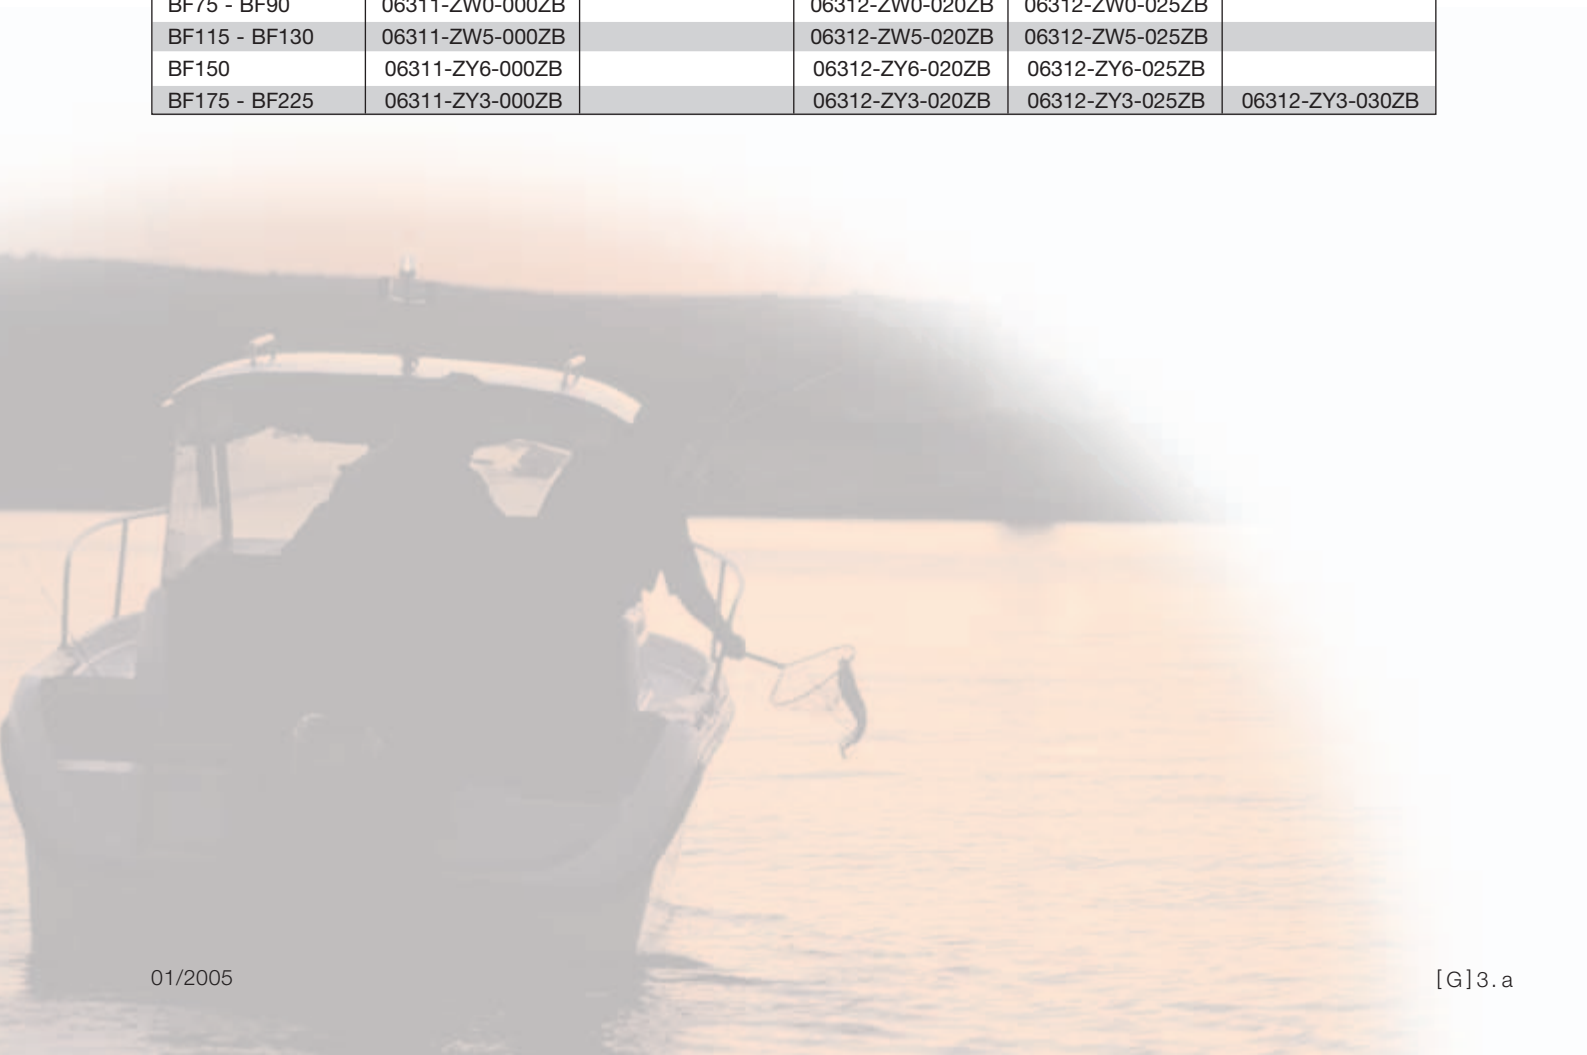 BF75 - BF90 06311-ZW0-000ZB 06312-ZW0-020ZB 06312-ZW0-025ZB
BF115 - BF130 06311-ZW5-000ZB 06312-ZW5-020ZB 06312-ZW5-025ZB
BF150 06311-ZY6-000ZB 06312-ZY6-020ZB 06312-ZY6-025ZB
BF175 - BF225 06311-ZY3-000ZB 06312-ZY3-020ZB 06312-ZY3-025ZB 06312-ZY3-030ZB
01/2005
[G]3.a